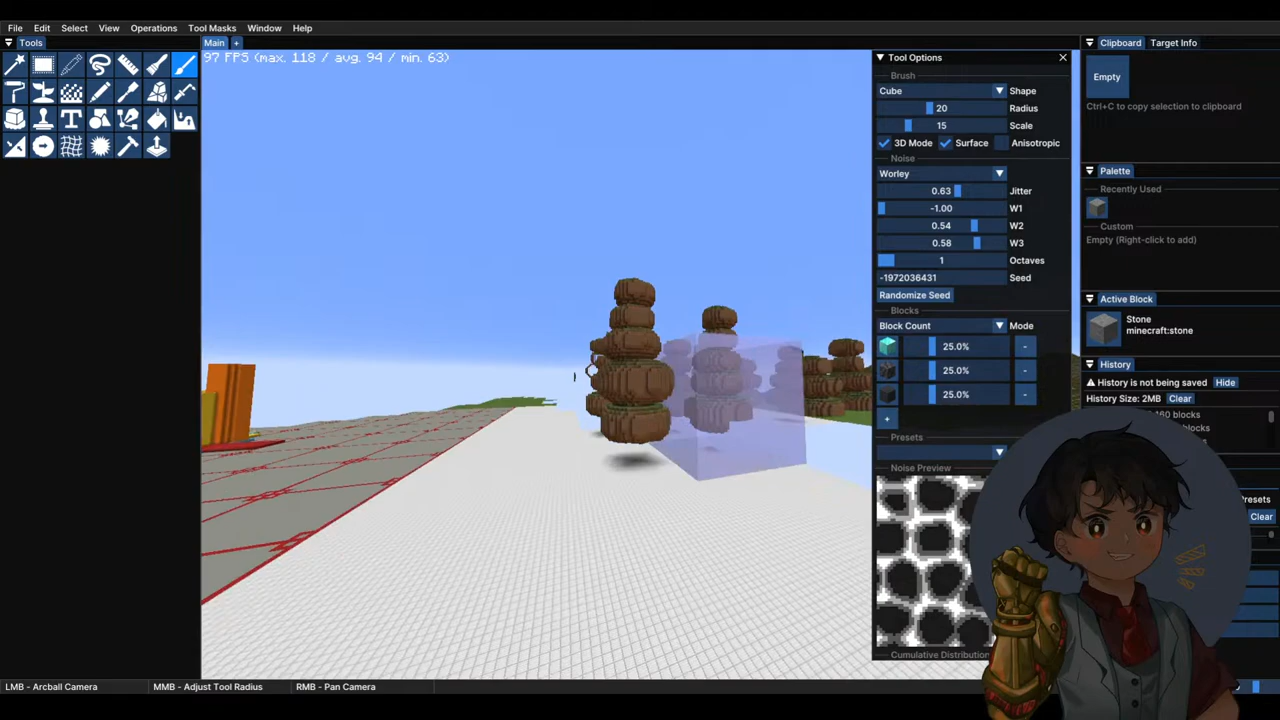 File Edit Select View Operations Tool Masks Window Help
Tools
Main +
97 FPS (max. 118 / avg. 94 / min. 63)
Tool Options
Brush
Cube Shape
20 Radius
15 Scale
3D Mode Surface Anisotropic
Noise
Worley
0.63 Jitter
-1.00 W1
0.54 W2
0.58 W3
1 Octaves
-1972036431 Seed
Randomize Seed
Blocks
Block Count Mode
25.0% -
25.0% -
25.0% -
+
Presets
Noise Preview
Cumulative Distribution
Clipboard Target Info
Empty
Ctrl+C to copy selection to clipboard
Palette
Recently Used
Custom
Empty (Right-click to add)
Active Block
Stone
minecraft:stone
History
History is not being saved Hide
History Size: 2MB Clear
160 blocks
blocks
Presets
Clear
LMB - Arcball Camera MMB - Adjust Tool Radius RMB - Pan Camera